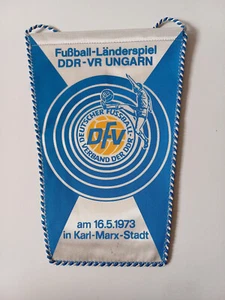 Fußball-Länderspiel
DDR-VR UNGARN
DEUTSCHER FUSSBALL-
VERBAND DER DDR
DFV
am 16.5.1973
in Karl-Marx-Stadt